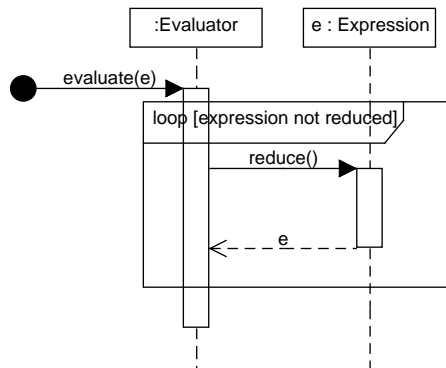 :Evaluator
e : Expression
evaluate(e)
loop [expression not reduced]
reduce()
e